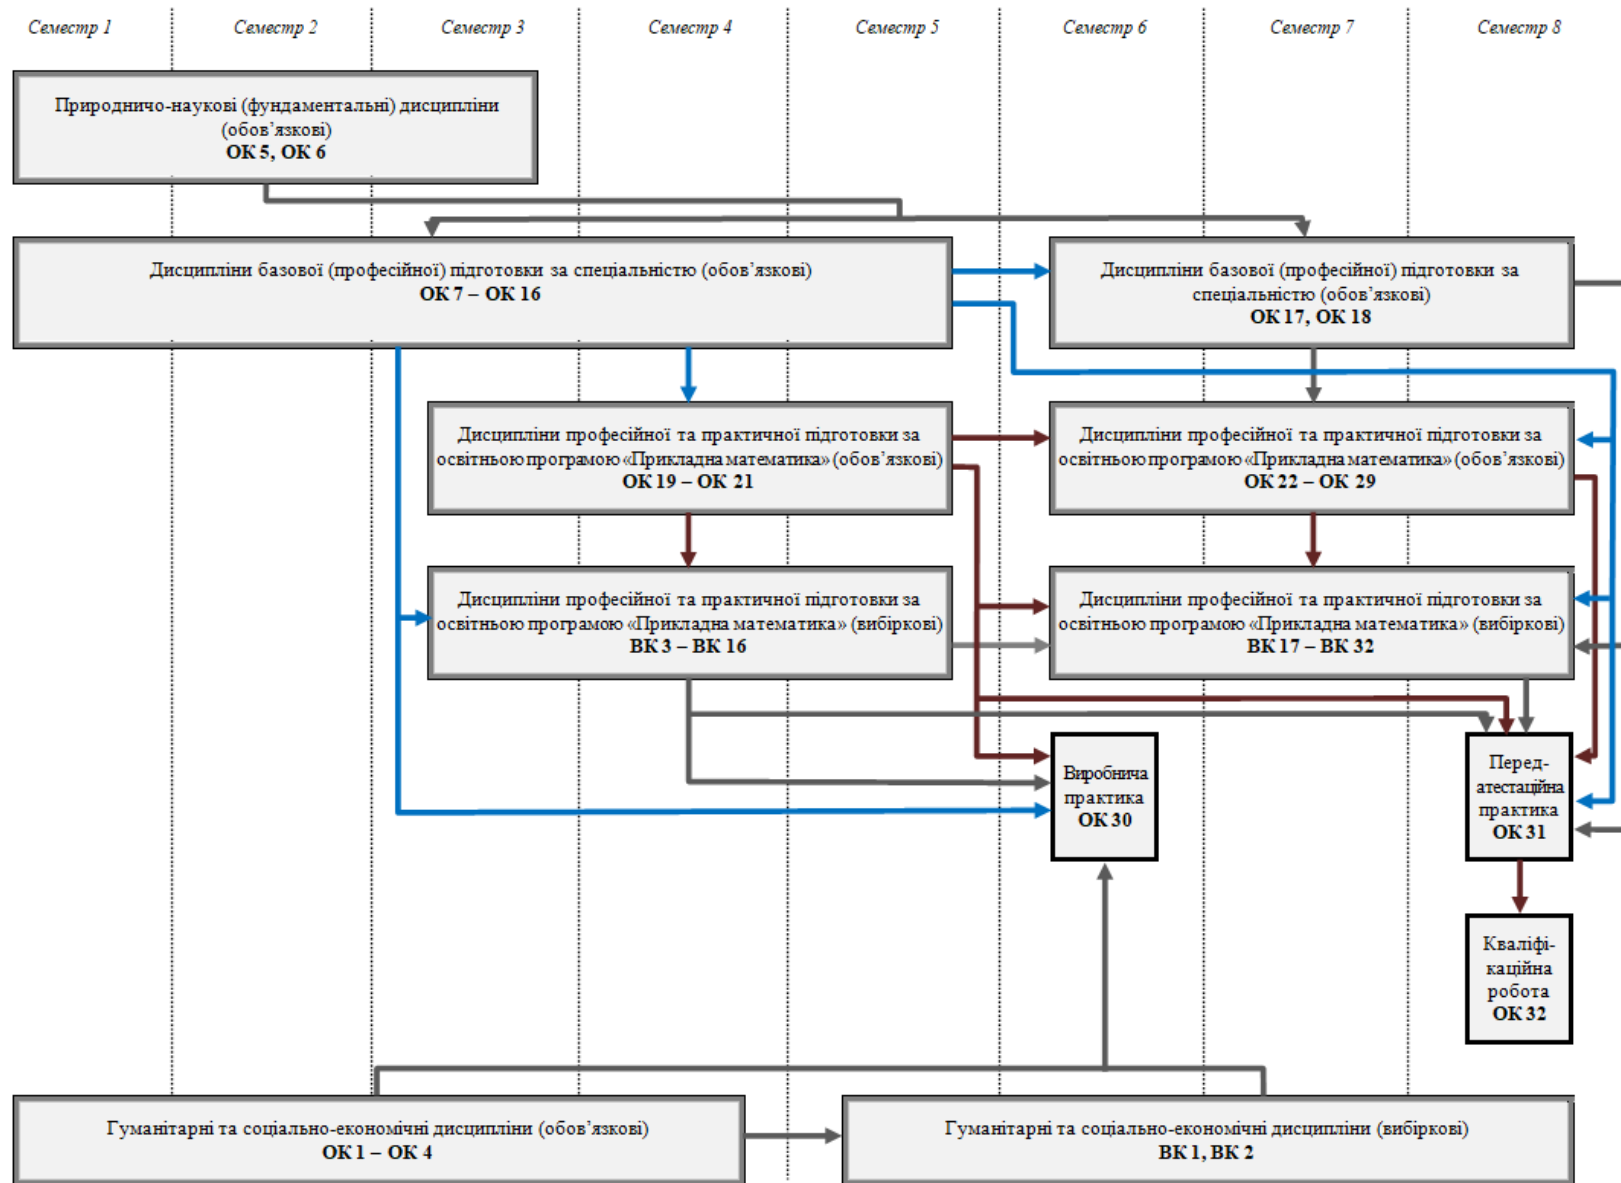 Семестр 1
Семестр 2
Семестр 3
Семестр 4
Семестр 5
Семестр 6
Семестр 7
Семестр 8
Природничо-наукові (фундаментальні) дисципліни
(обов’язкові)
ОК 5, ОК 6
Дисципліни базової (професійної) підготовки за спеціальністю (обов’язкові)
ОК 7 – ОК 16
Дисципліни базової (професійної) підготовки за
спеціальністю (обов’язкові)
ОК 17, ОК 18
Дисципліни професійної та практичної підготовки за
освітньою програмою «Прикладна математика» (обов’язкові)
ОК 19 – ОК 21
Дисципліни професійної та практичної підготовки за
освітньою програмою «Прикладна математика» (обов’язкові)
ОК 22 – ОК 29
Дисципліни професійної та практичної підготовки за
освітньою програмою «Прикладна математика» (вибіркові)
ВК 3 – ВК 16
Дисципліни професійної та практичної підготовки за
освітньою програмою «Прикладна математика» (вибіркові)
ВК 17 – ВК 32
Виробнича
практика
ОК 30
Перед-
атестаційна
практика
ОК 31
Кваліфі-
каційна
робота
ОК 32
Гуманітарні та соціально-економічні дисципліни (обов’язкові)
ОК 1 – ОК 4
Гуманітарні та соціально-економічні дисципліни (вибіркові)
ВК 1, ВК 2